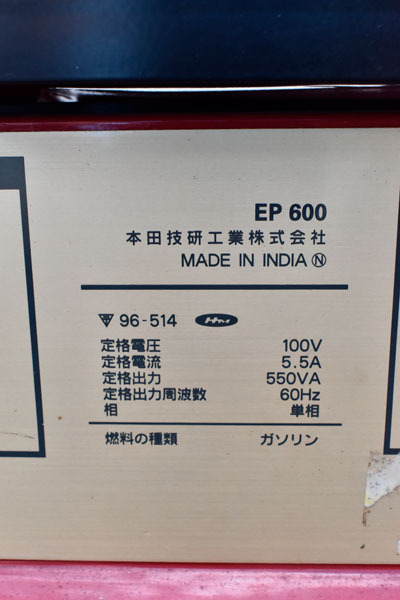 EP 600
本田技研工業株式会社
MADE IN INDIA Ⓝ
〒 96-514
定格電圧 100V
定格電流 5.5A
定格出力 550VA
定格出力周波数 60Hz
相 単相
燃料の種類 ガソリン